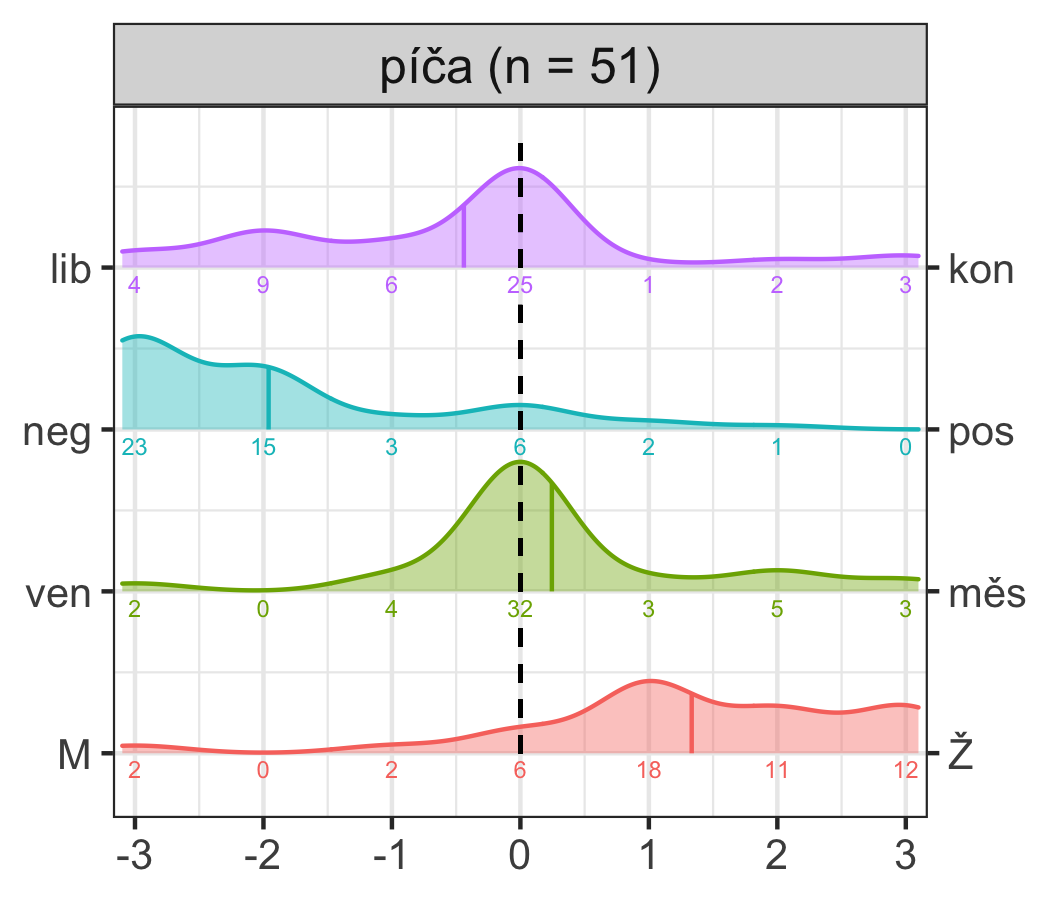 píča (n = 51)
lib kon
4 9 6 25 1 2 3
neg pos
23 15 3 6 2 1 0
ven měs
2 0 4 32 3 5 3
M Ž
2 0 2 6 18 11 12
-3 -2 -1 0 1 2 3